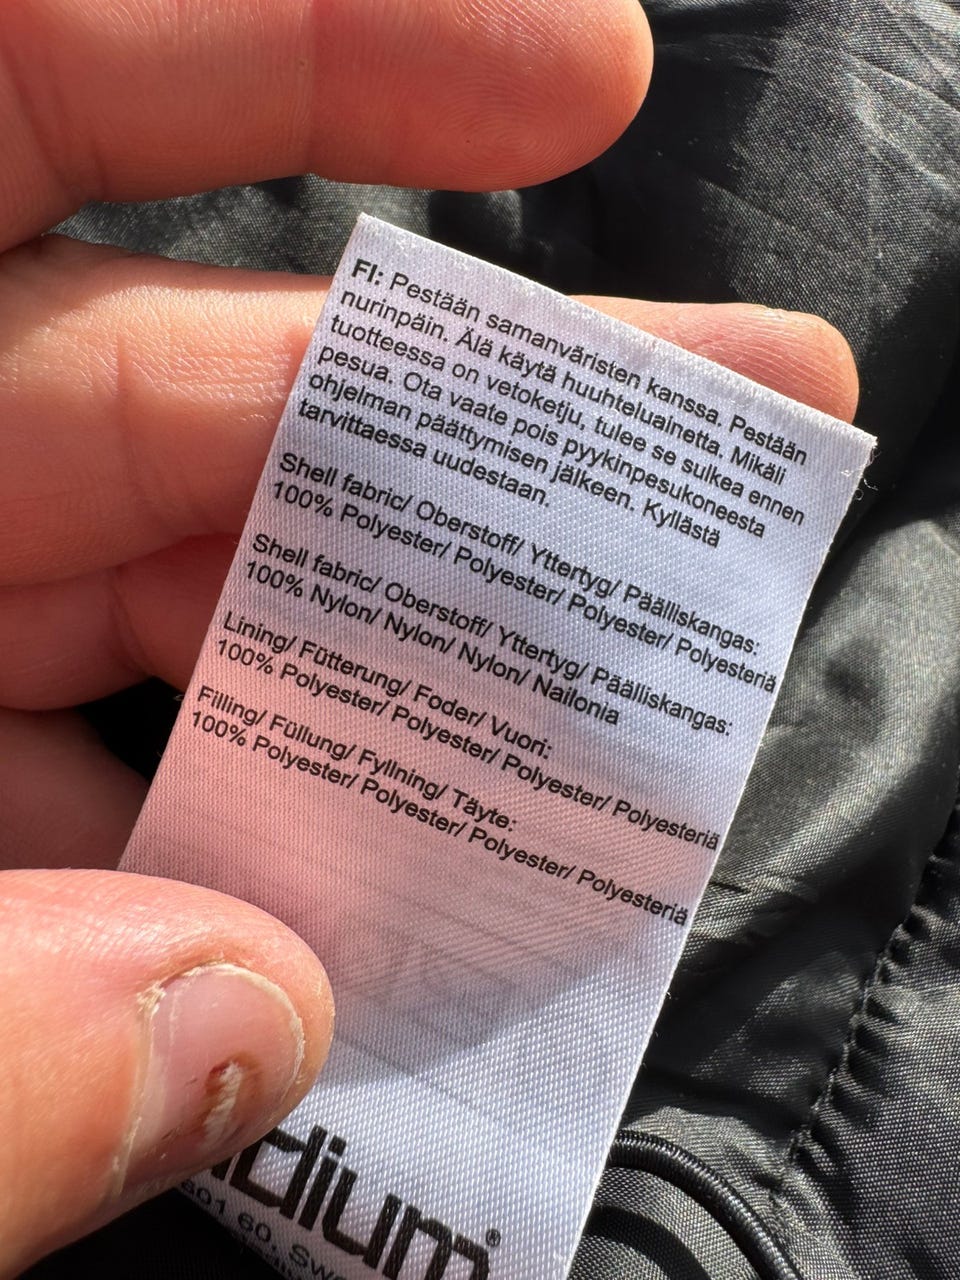 FI: Pestään samanväristen kanssa. Pestään
nurinpäin. Älä käytä huuhteluainetta. Mikäli
tuotteessa on vetoketju, tulee se sulkea ennen
pesua. Ota vaate pois pyykinpesukoneesta
ohjelman päättymisen jälkeen. Kyllästä
tarvittaessa uudestaan.
Shell fabric/ Oberstoff/ Yttertyg/ Päälliskangas:
100% Polyester/ Polyester/ Polyester/ Polyesteriä
Shell fabric/ Oberstoff/ Yttertyg/ Päälliskangas:
100% Nylon/ Nylon/ Nylon/ Nailonia
Lining/ Fütterung/ Foder/ Vuori:
100% Polyester/ Polyester/ Polyester/ Polyesteriä
Filling/ Füllung/ Fyllning/ Täyte:
100% Polyester/ Polyester/ Polyester/ Polyesteriä
dium®
60, Swe